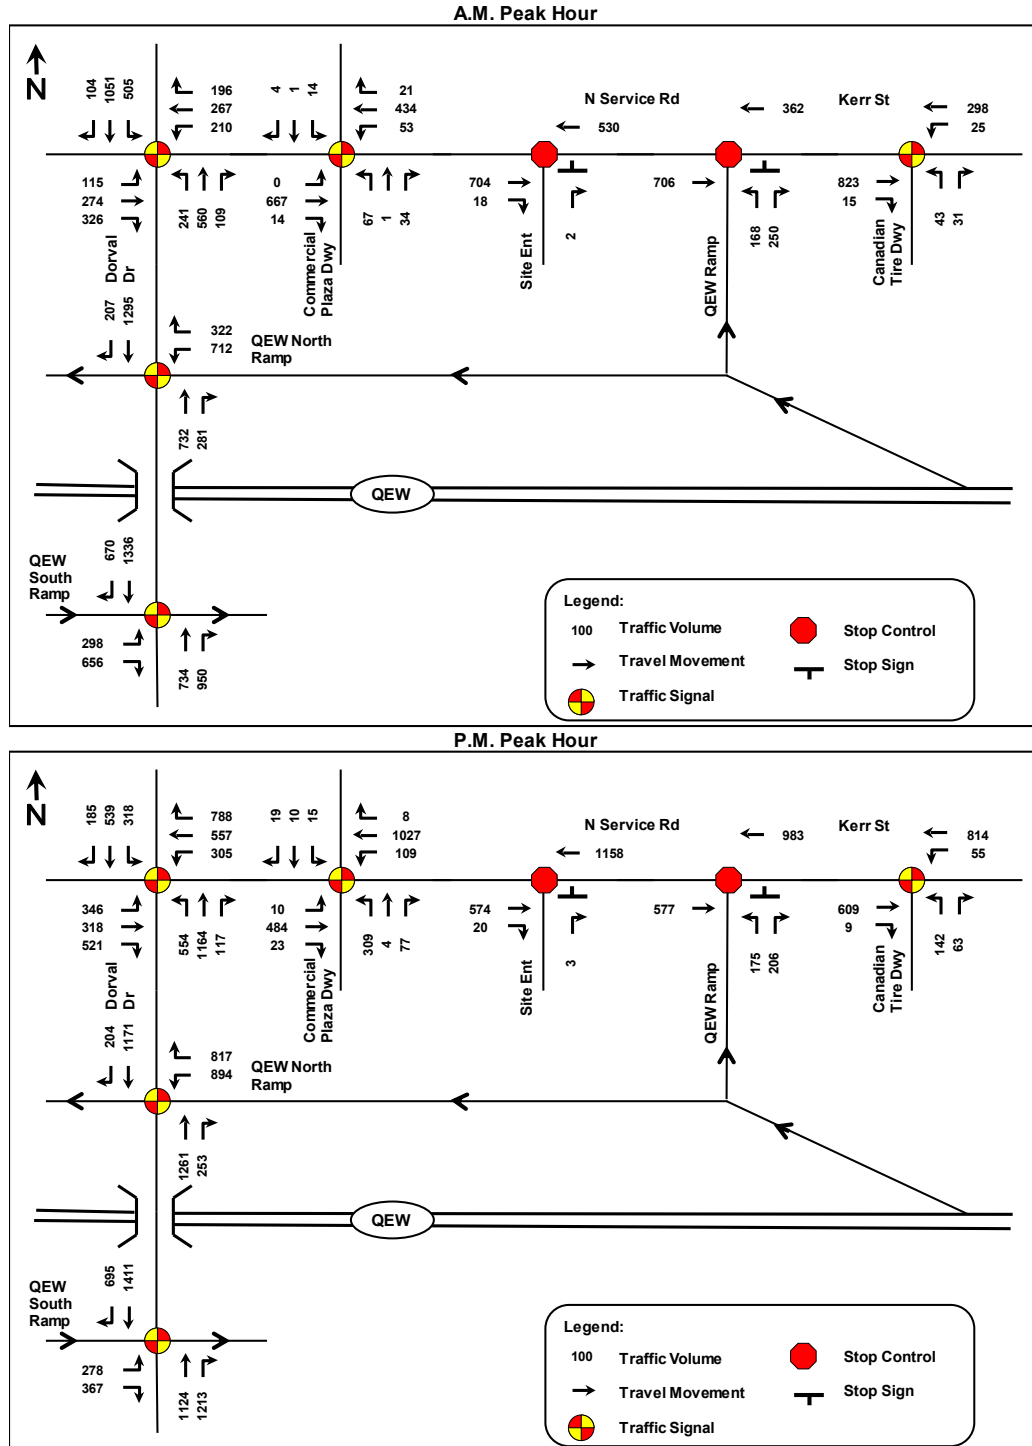 A.M. Peak Hour
N
104 1051 505
196
267
210
4 1 14
21
434
53
N Service Rd
530
362
Kerr St
298
25
115
274
326
241 560 109
0
667
14
67 1 34
704
18
2
706
168 250
823
15
43 31
Dorval Dr
Commercial Plaza Dwy
Site Ent
QEW Ramp
Canadian Tire Dwy
207 1295
322
712
QEW North
Ramp
732 281
QEW
670 1336
QEW
South
Ramp
298
656
734 950
Legend:
100 Traffic Volume
Stop Control
Travel Movement
Stop Sign
Traffic Signal
P.M. Peak Hour
N
185 539 318
788
557
305
19 10 15
8
1027
109
N Service Rd
1158
983
Kerr St
814
55
346
318
521
554 1164 117
10
484
23
309 4 77
574
20
3
577
175 206
609
9
142 63
Dorval Dr
Commercial Plaza Dwy
Site Ent
QEW Ramp
Canadian Tire Dwy
204 1171
817
894
QEW North
Ramp
1261 253
QEW
695 1411
QEW
South
Ramp
278
367
1124 1213
Legend:
100 Traffic Volume
Stop Control
Travel Movement
Stop Sign
Traffic Signal